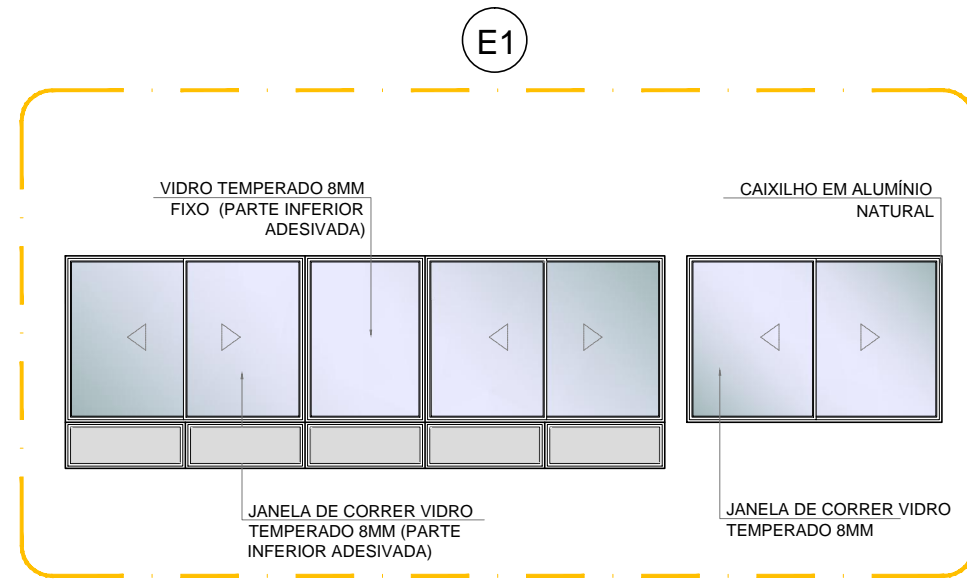 E1
VIDRO TEMPERADO 8MM
FIXO (PARTE INFERIOR
ADESIVADA)
CAIXILHO EM ALUMÍNIO
NATURAL
JANELA DE CORRER VIDRO
TEMPERADO 8MM (PARTE
INFERIOR ADESIVADA)
JANELA DE CORRER VIDRO
TEMPERADO 8MM